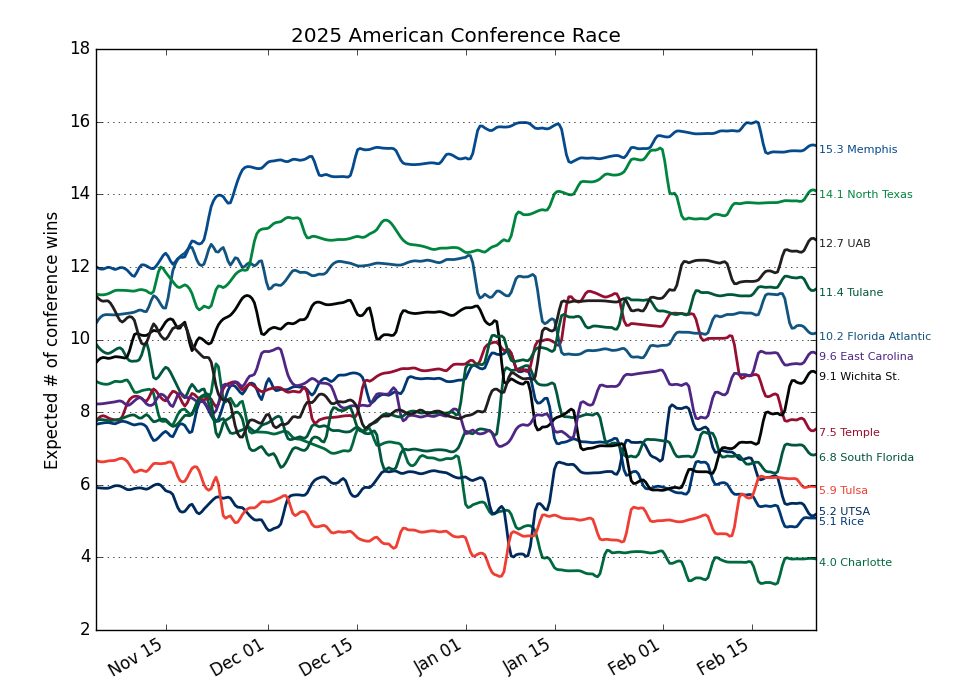 2025 American Conference Race
Expected # of conference wins
18
16
14
12
10
8
6
4
2
Nov 15
Dec 01
Dec 15
Jan 01
Jan 15
Feb 01
Feb 15
15.3 Memphis
14.1 North Texas
12.7 UAB
11.4 Tulane
10.2 Florida Atlantic
9.6 East Carolina
9.1 Wichita St.
7.5 Temple
6.8 South Florida
5.9 Tulsa
5.2 UTSA
5.1 Rice
4.0 Charlotte